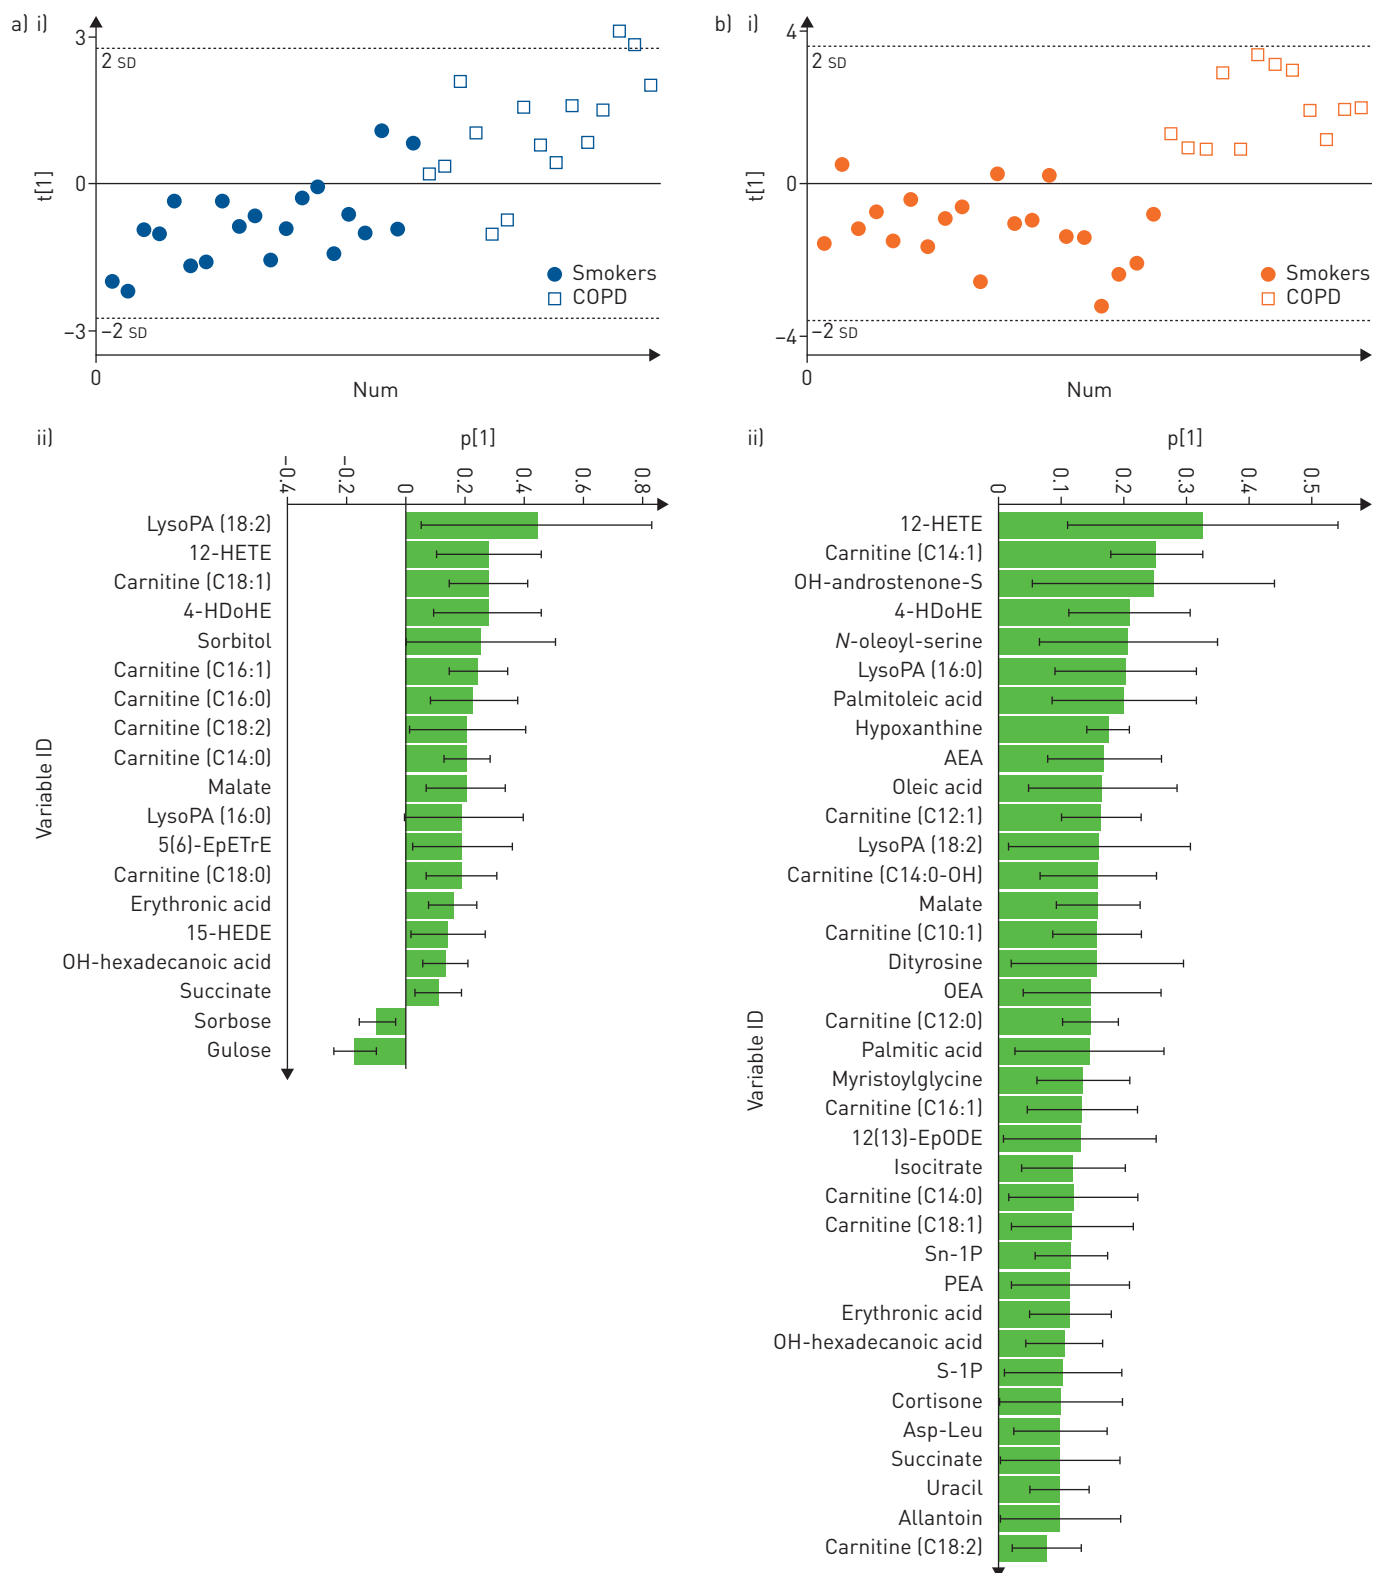 a) i)
3
2 SD
t[1]
0
Smokers
COPD
–3
–2 SD
0
Num
b) i)
4
2 SD
t[1]
0
Smokers
COPD
–4
–2 SD
0
Num
ii)
p[1]
–0.4
–0.2
0
0.2
0.4
0.6
0.8
Variable ID
LysoPA (18:2)
12-HETE
Carnitine (C18:1)
4-HDoHE
Sorbitol
Carnitine (C16:1)
Carnitine (C16:0)
Carnitine (C18:2)
Carnitine (C14:0)
Malate
LysoPA (16:0)
5(6)-EpETrE
Carnitine (C18:0)
Erythronic acid
15-HEDE
OH-hexadecanoic acid
Succinate
Sorbose
Gulose
ii)
p[1]
0
0.1
0.2
0.3
0.4
0.5
Variable ID
12-HETE
Carnitine (C14:1)
OH-androstenone-S
4-HDoHE
N-oleoyl-serine
LysoPA (16:0)
Palmitoleic acid
Hypoxanthine
AEA
Oleic acid
Carnitine (C12:1)
LysoPA (18:2)
Carnitine (C14:0-OH)
Malate
Carnitine (C10:1)
Dityrosine
OEA
Carnitine (C12:0)
Palmitic acid
Myristoylglycine
Carnitine (C16:1)
12(13)-EpODE
Isocitrate
Carnitine (C14:0)
Carnitine (C18:1)
Sn-1P
PEA
Erythronic acid
OH-hexadecanoic acid
S-1P
Cortisone
Asp-Leu
Succinate
Uracil
Allantoin
Carnitine (C18:2)